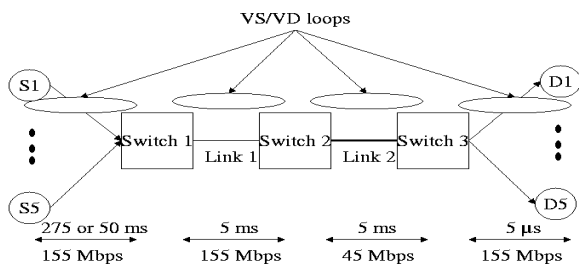 VS/VD loops
S1
D1
Switch 1
Switch 2
Switch 3
Link 1
Link 2
S5
D5
275 or 50 ms
5 ms
5 ms
5 μs
155 Mbps
155 Mbps
45 Mbps
155 Mbps